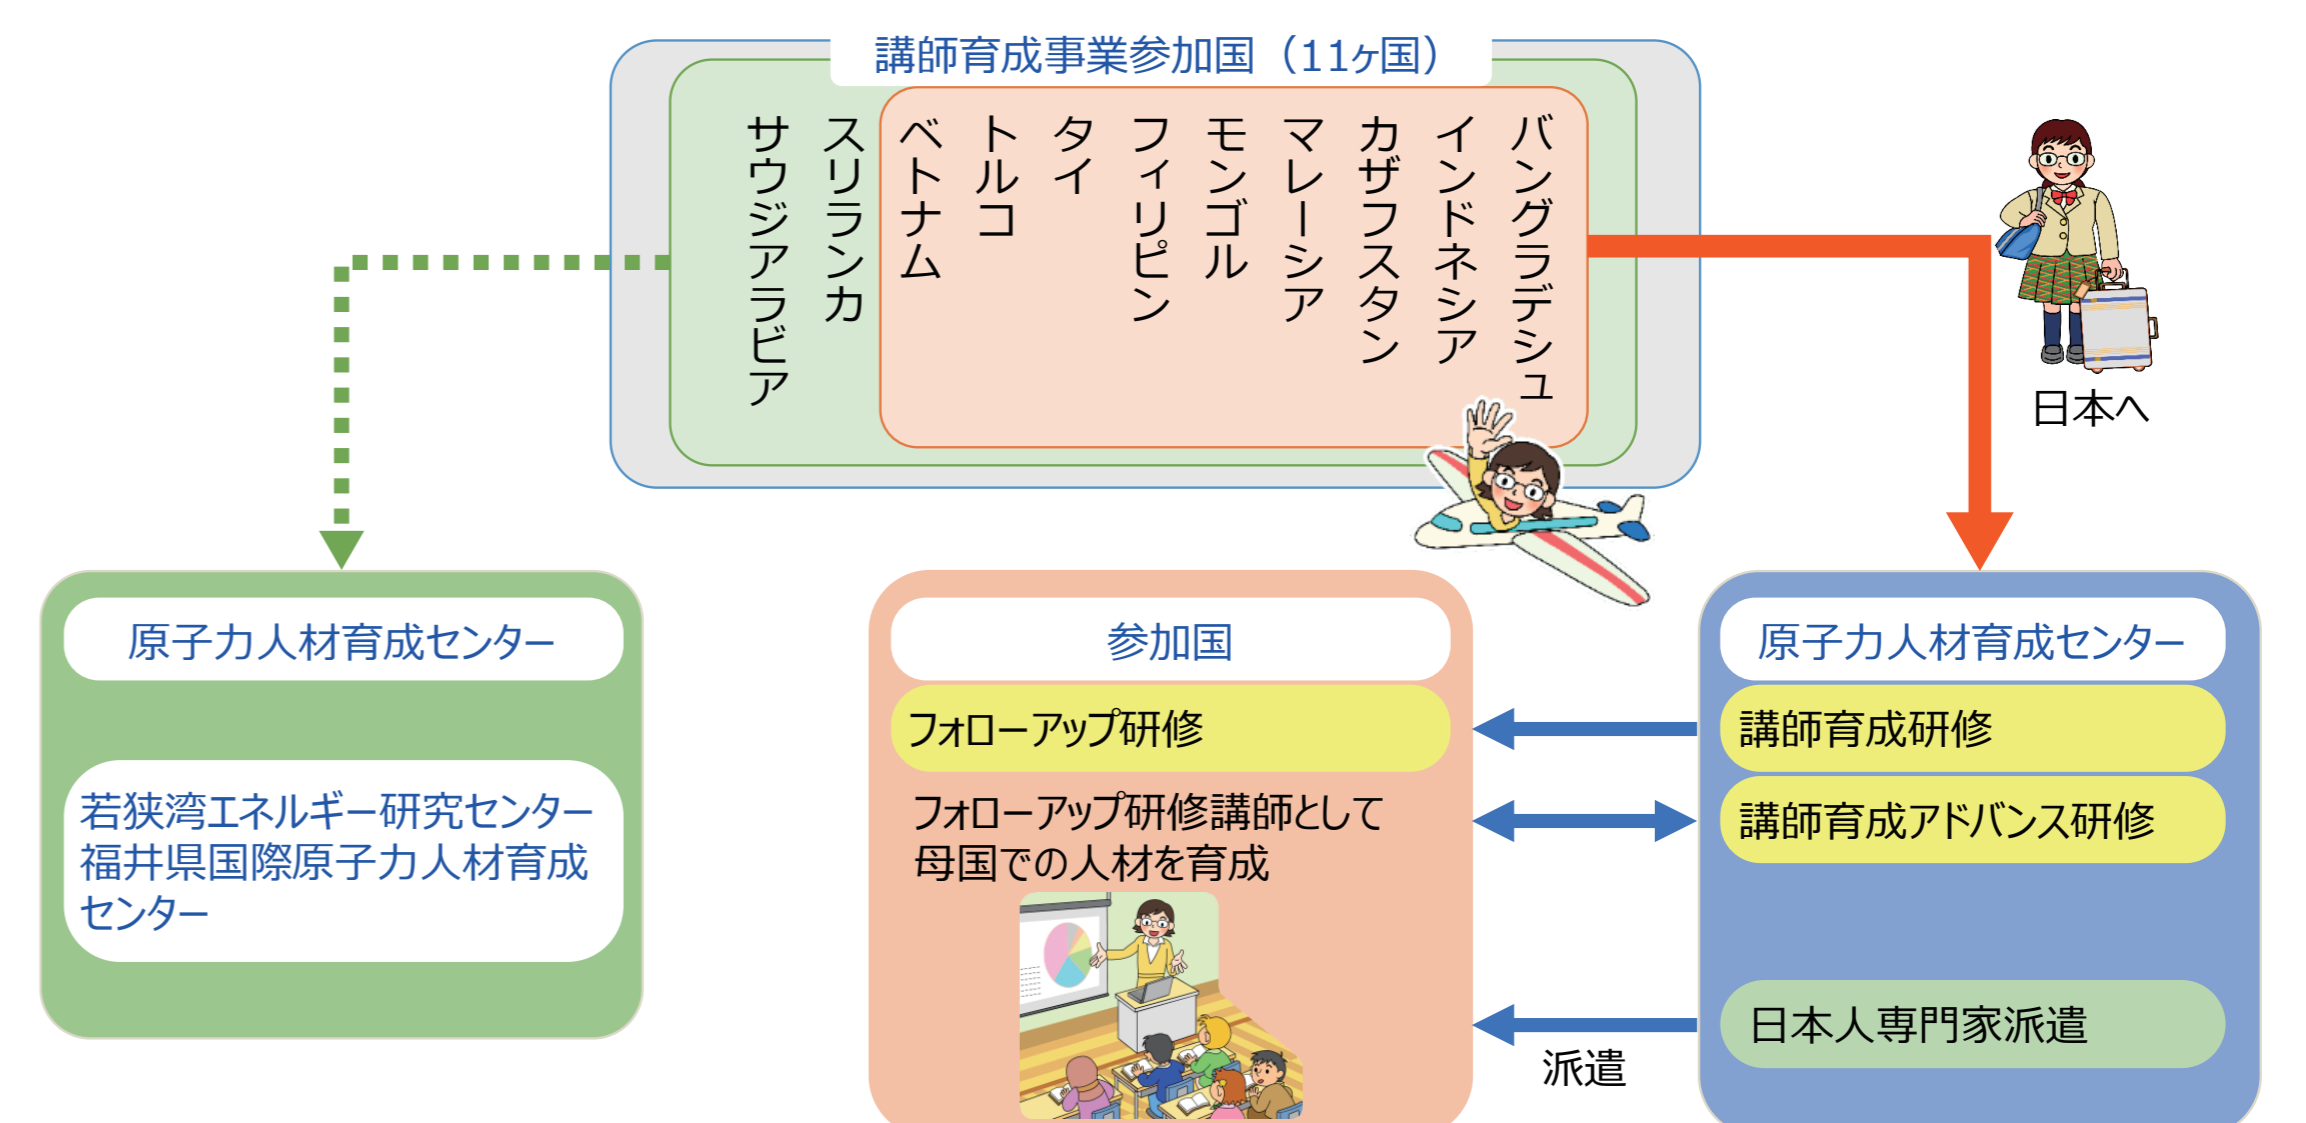 講師育成事業参加国（11ヶ国）
バングラデシュ
インドネシア
カザフスタン
マレーシア
モンゴル
フィリピン
タイ
トルコ
ベトナム
スリランカ
サウジアラビア
日本へ
原子力人材育成センター
若狭湾エネルギー研究センター
福井県国際原子力人材育成
センター
参加国
フォローアップ研修
フォローアップ研修講師として
母国での人材を育成
原子力人材育成センター
講師育成研修
講師育成アドバンス研修
日本人専門家派遣
派遣